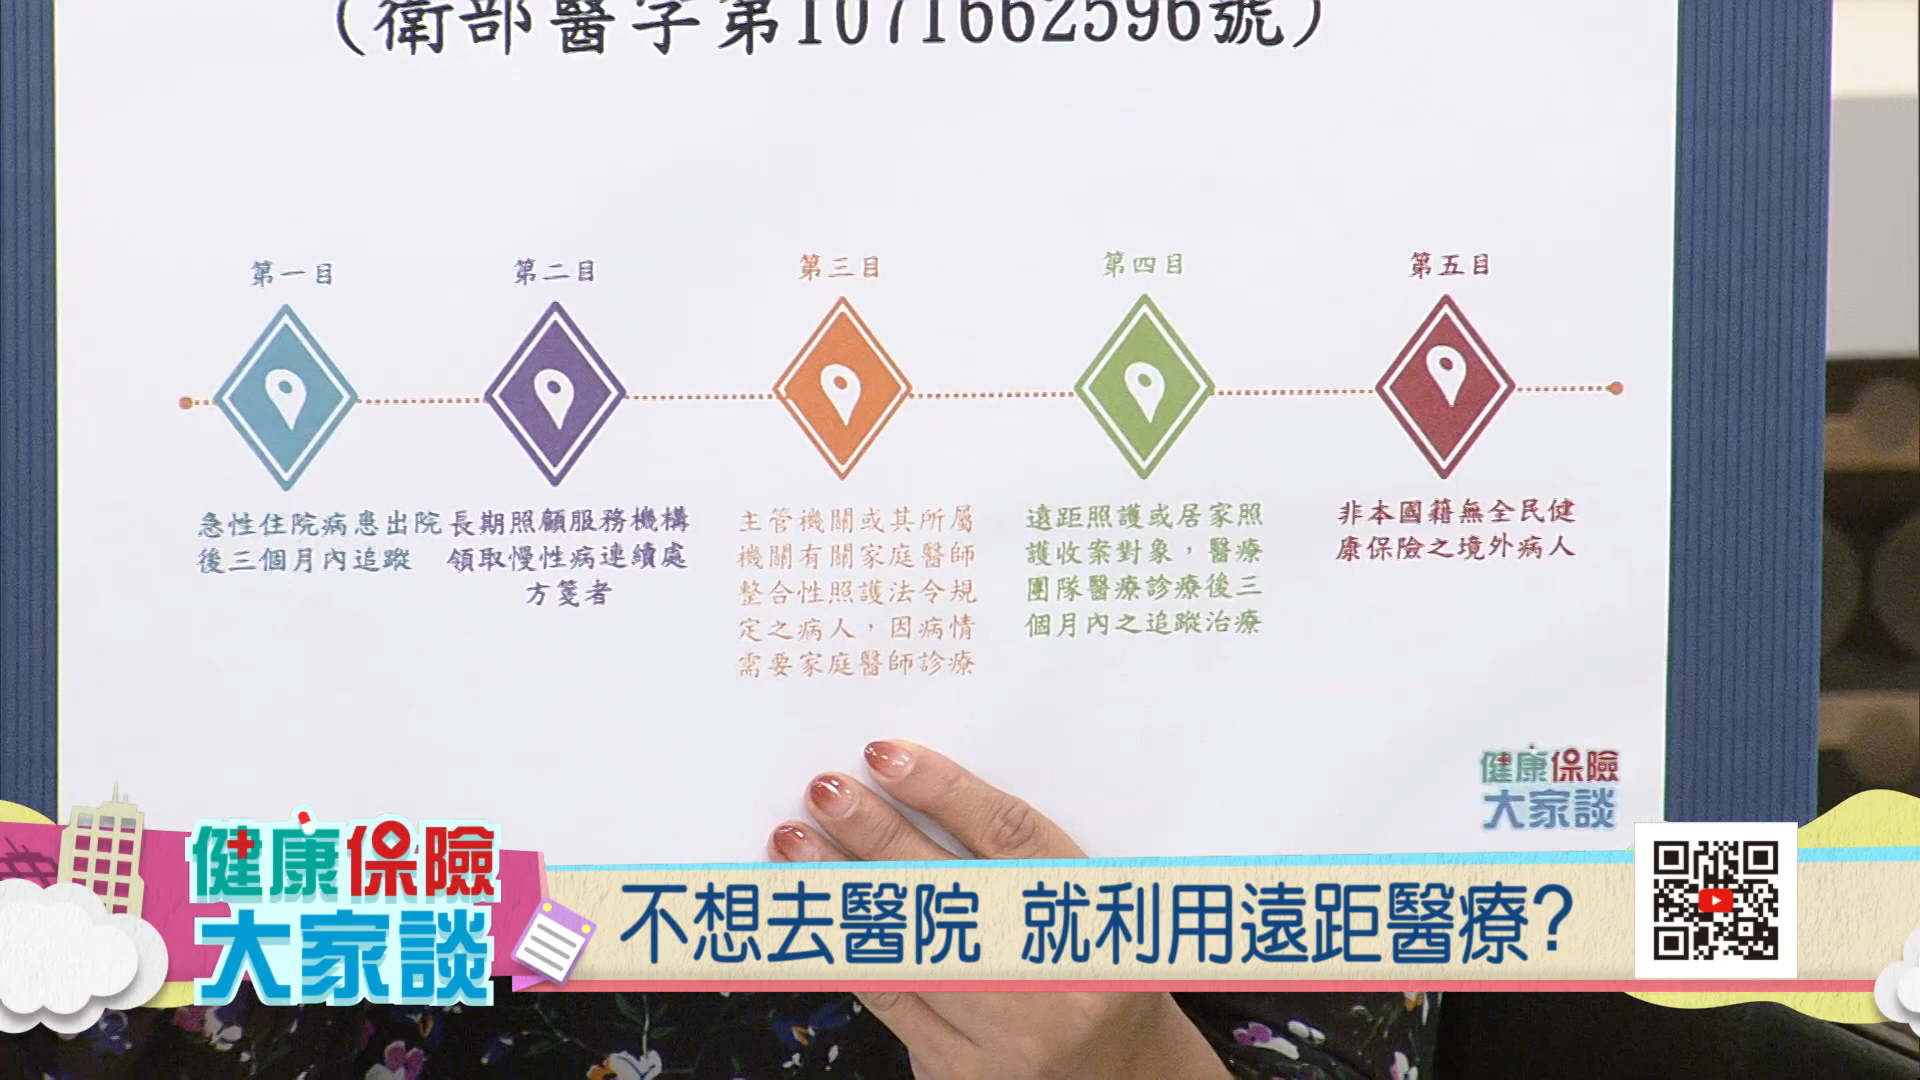 (衛部醫字第1071662596號)
第一目
第二目
第三目
第四目
第五目
急性住院病患出院
後三個月內追蹤
長期照顧服務機構
領取慢性病連續處
方箋者
主管機關或其所屬
機關有關家庭醫師
整合性照護法令規
定之病人，因病情
需要家庭醫師診療
遠距照護或居家照
護收案對象，醫療
團隊醫療診療後三
個月內之追蹤治療
非本國籍無全民健
康保險之境外病人
健康保險
大家談
健康保險
大家談
不想去醫院 就利用遠距醫療?